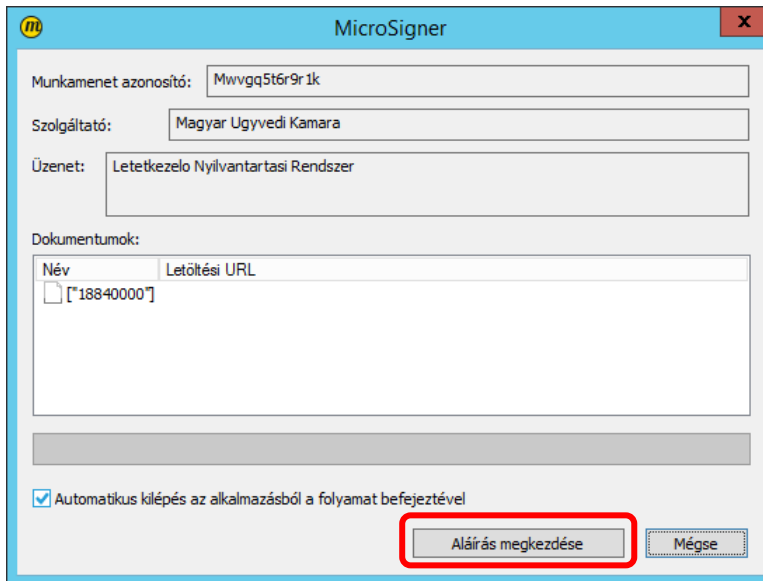 MicroSigner
x
Munkamenet azonosító: Mwvgq5t6r9r1k
Szolgáltató: Magyar Ugyvedi Kamara
Üzenet: Letetkezelo Nyilvantartasi Rendszer
Dokumentumok:
Név Letöltési URL
["18840000"]
Automatikus kilépés az alkalmazásból a folyamat befejeztével
Aláírás megkezdése Mégse